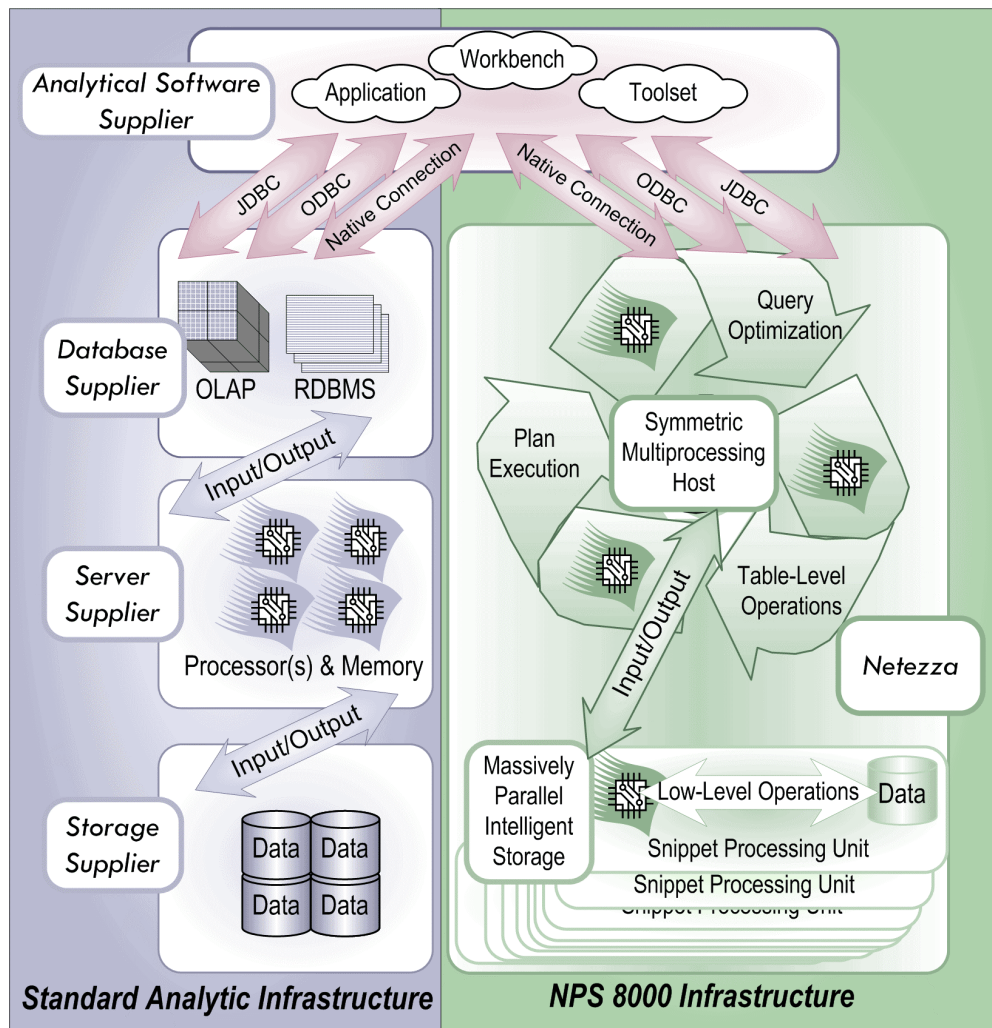 Analytical Software
Supplier
Workbench
Application
Toolset
JDBC
ODBC
Native Connection
Native Connection
ODBC
JDBC
Database
Supplier
OLAP
RDBMS
Input/Output
Server
Supplier
Processor(s) & Memory
Input/Output
Storage
Supplier
Data
Data
Data
Data
Standard Analytic Infrastructure
Query
Optimization
Plan
Execution
Symmetric
Multiprocessing
Host
Table-Level
Operations
Input/Output
Netezza
Massively
Parallel
Intelligent
Storage
Low-Level Operations
Data
Snippet Processing Unit
Snippet Processing Unit
Snippet Processing Unit
NPS 8000 Infrastructure